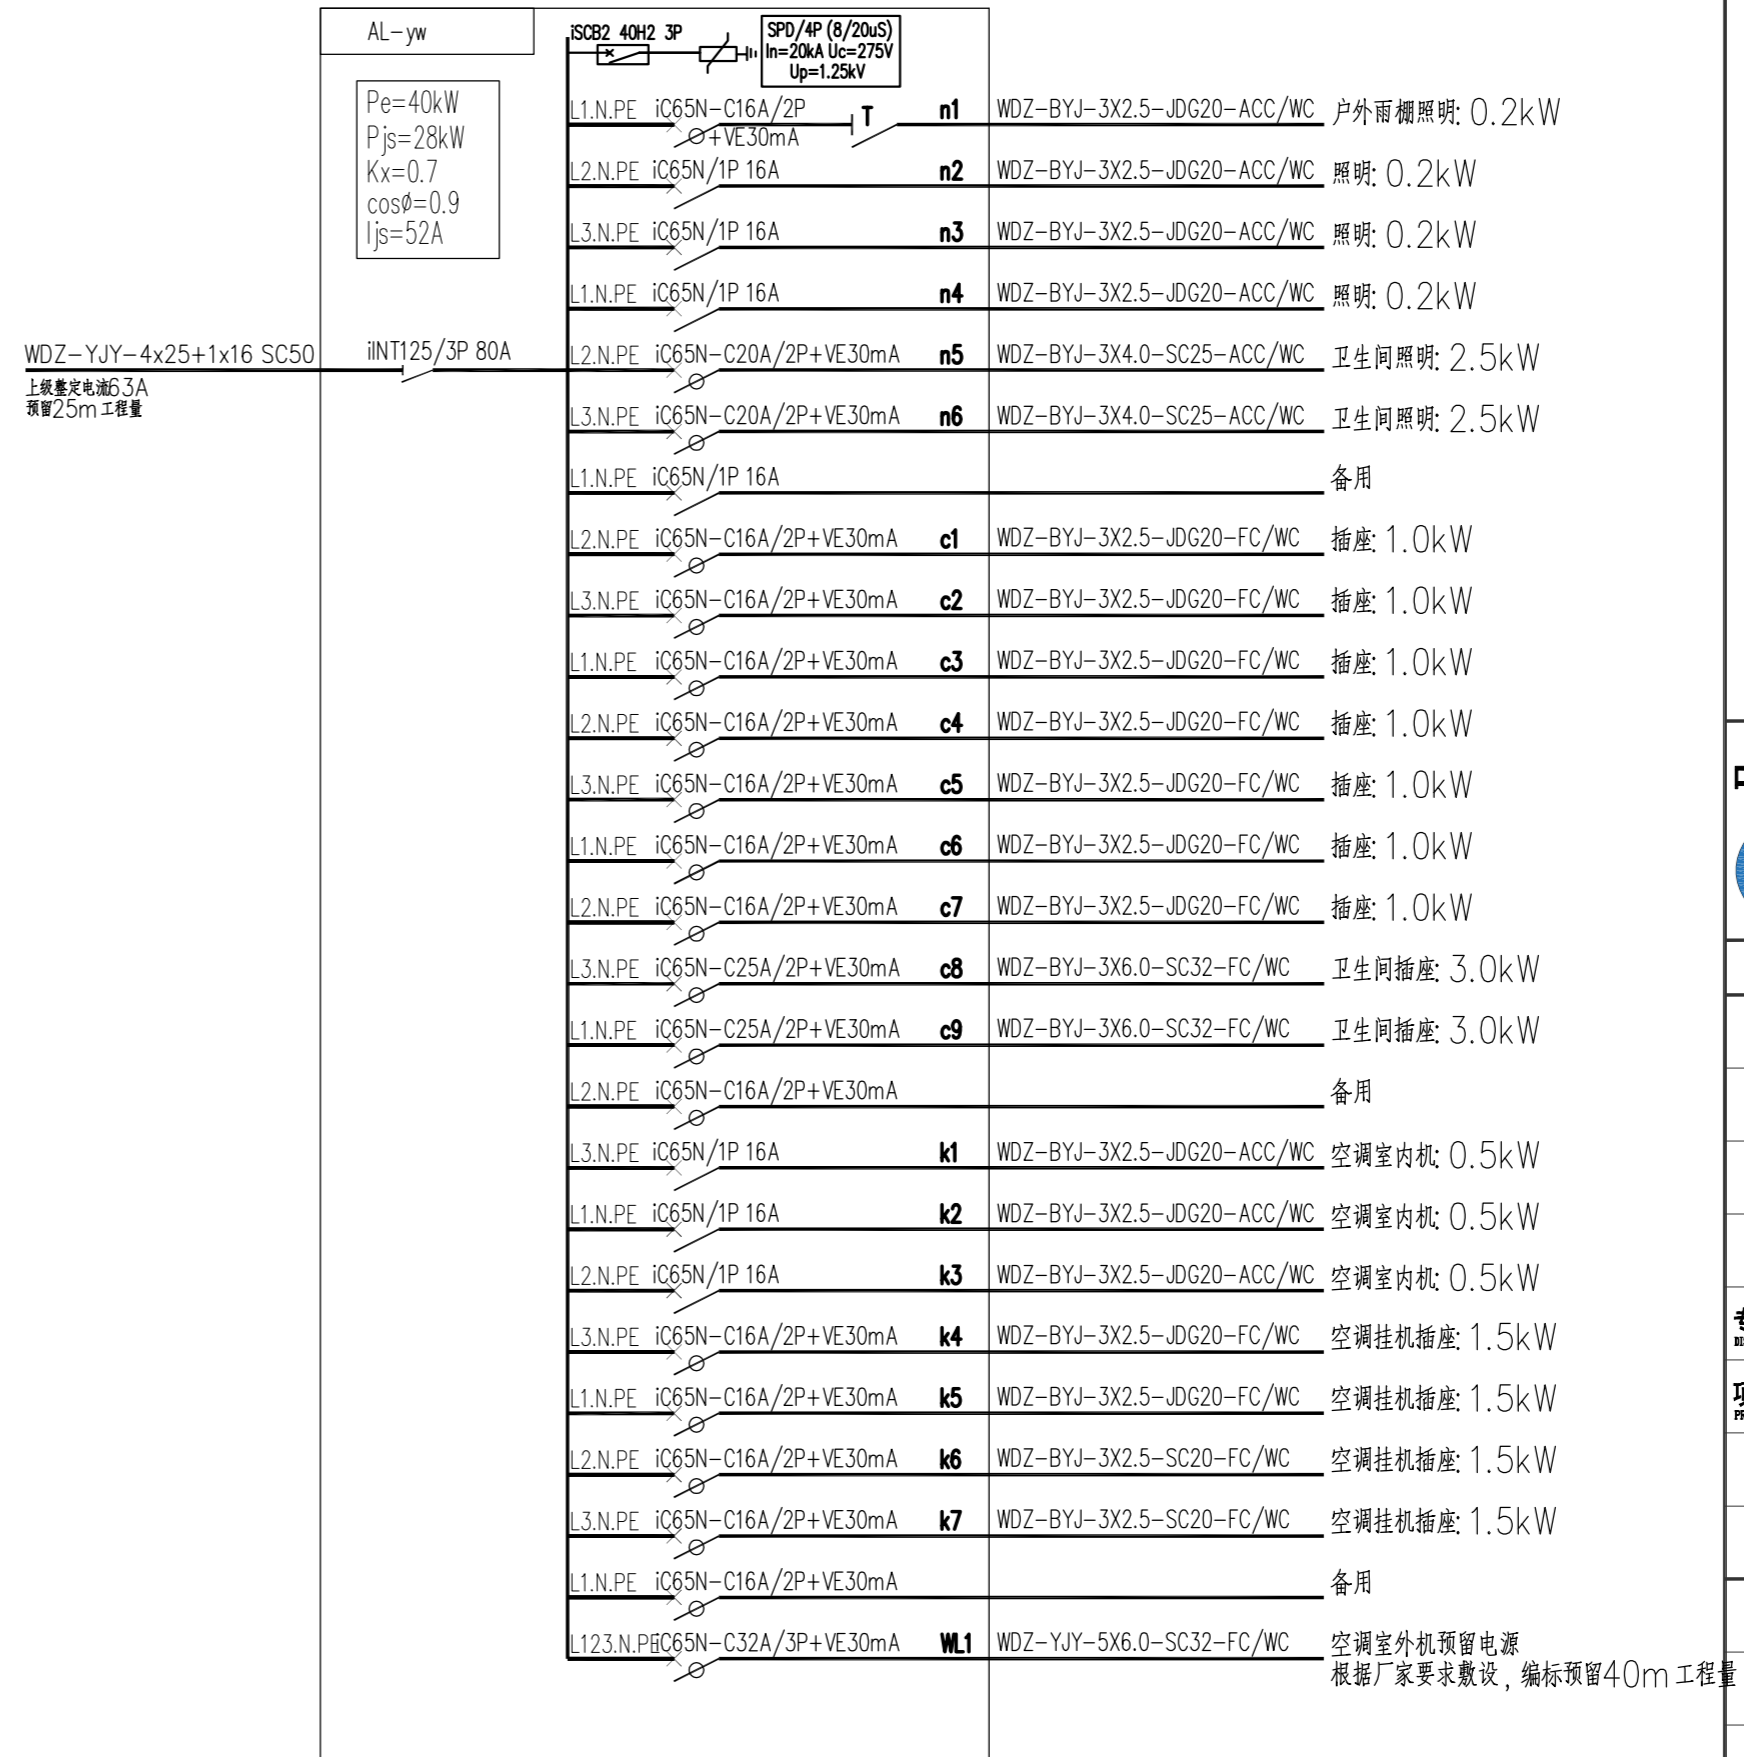 AL-yw
iSCB2 40H2 3P
SPD/4P (8/20uS)
In=20kA Uc=275V
Up=1.25kV
Pe=40kW
Pjs=28kW
Kx=0.7
cosø=0.9
Ijs=52A
WDZ-YJY-4x25+1x16 SC50
上级整定电流63A
预留25m工程量
iINT125/3P 80A
L1.N.PE iC65N-C16A/2P +VE30mA T n1 WDZ-BYJ-3X2.5-JDG20-ACC/WC 户外雨棚照明: 0.2kW
L2.N.PE iC65N/1P 16A n2 WDZ-BYJ-3X2.5-JDG20-ACC/WC 照明: 0.2kW
L3.N.PE iC65N/1P 16A n3 WDZ-BYJ-3X2.5-JDG20-ACC/WC 照明: 0.2kW
L1.N.PE iC65N/1P 16A n4 WDZ-BYJ-3X2.5-JDG20-ACC/WC 照明: 0.2kW
L2.N.PE iC65N-C20A/2P+VE30mA n5 WDZ-BYJ-3X4.0-SC25-ACC/WC 卫生间照明: 2.5kW
L3.N.PE iC65N-C20A/2P+VE30mA n6 WDZ-BYJ-3X4.0-SC25-ACC/WC 卫生间照明: 2.5kW
L1.N.PE iC65N/1P 16A 备用
L2.N.PE iC65N-C16A/2P+VE30mA c1 WDZ-BYJ-3X2.5-JDG20-FC/WC 插座: 1.0kW
L3.N.PE iC65N-C16A/2P+VE30mA c2 WDZ-BYJ-3X2.5-JDG20-FC/WC 插座: 1.0kW
L1.N.PE iC65N-C16A/2P+VE30mA c3 WDZ-BYJ-3X2.5-JDG20-FC/WC 插座: 1.0kW
L2.N.PE iC65N-C16A/2P+VE30mA c4 WDZ-BYJ-3X2.5-JDG20-FC/WC 插座: 1.0kW
L3.N.PE iC65N-C16A/2P+VE30mA c5 WDZ-BYJ-3X2.5-JDG20-FC/WC 插座: 1.0kW
L1.N.PE iC65N-C16A/2P+VE30mA c6 WDZ-BYJ-3X2.5-JDG20-FC/WC 插座: 1.0kW
L2.N.PE iC65N-C16A/2P+VE30mA c7 WDZ-BYJ-3X2.5-JDG20-FC/WC 插座: 1.0kW
L3.N.PE iC65N-C25A/2P+VE30mA c8 WDZ-BYJ-3X6.0-SC32-FC/WC 卫生间插座: 3.0kW
L1.N.PE iC65N-C25A/2P+VE30mA c9 WDZ-BYJ-3X6.0-SC32-FC/WC 卫生间插座: 3.0kW
L2.N.PE iC65N-C16A/2P+VE30mA 备用
L3.N.PE iC65N/1P 16A k1 WDZ-BYJ-3X2.5-JDG20-ACC/WC 空调室内机: 0.5kW
L1.N.PE iC65N/1P 16A k2 WDZ-BYJ-3X2.5-JDG20-ACC/WC 空调室内机: 0.5kW
L2.N.PE iC65N/1P 16A k3 WDZ-BYJ-3X2.5-JDG20-ACC/WC 空调室内机: 0.5kW
L3.N.PE iC65N-C16A/2P+VE30mA k4 WDZ-BYJ-3X2.5-JDG20-FC/WC 空调挂机插座: 1.5kW
L1.N.PE iC65N-C16A/2P+VE30mA k5 WDZ-BYJ-3X2.5-JDG20-FC/WC 空调挂机插座: 1.5kW
L2.N.PE iC65N-C16A/2P+VE30mA k6 WDZ-BYJ-3X2.5-SC20-FC/WC 空调挂机插座: 1.5kW
L3.N.PE iC65N-C16A/2P+VE30mA k7 WDZ-BYJ-3X2.5-SC20-FC/WC 空调挂机插座: 1.5kW
L1.N.PE iC65N-C16A/2P+VE30mA 备用
L123.N.PE iC65N-C32A/3P+VE30mA WL1 WDZ-YJY-5X6.0-SC32-FC/WC 空调室外机预留电源
根据厂家要求敷设, 编标预留40m工程量